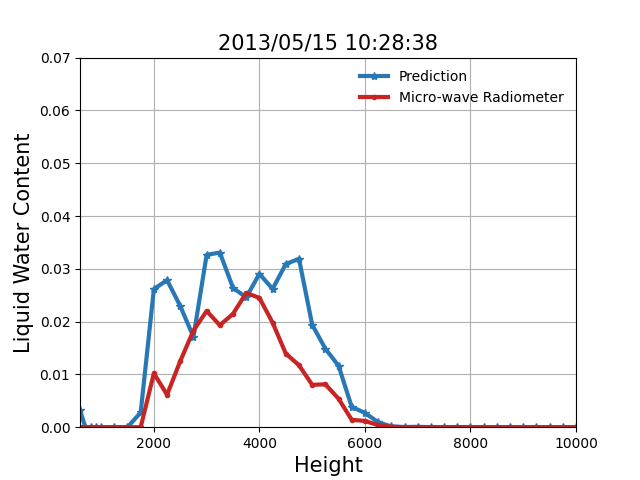 2013/05/15 10:28:38
Prediction
Micro-wave Radiometer
Liquid Water Content
0.07
0.06
0.05
0.04
0.03
0.02
0.01
0.00
2000 4000 6000 8000 10000
Height